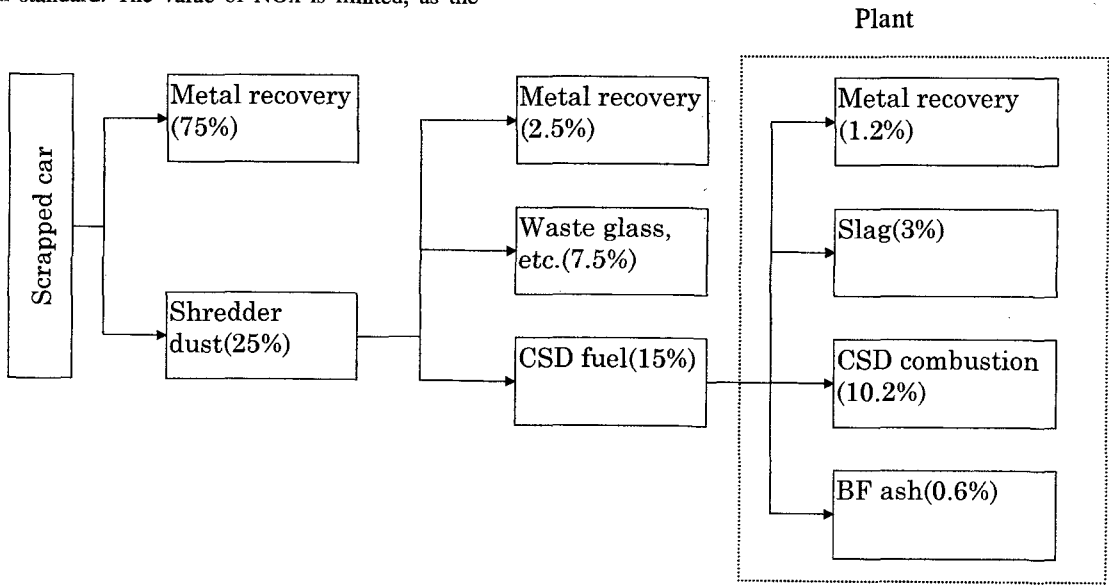 standard. The value of NOx is limited, as the
Plant
Scrapped car
Metal recovery
(75%)
Shredder
dust(25%)
Metal recovery
(2.5%)
Waste glass,
etc.(7.5%)
CSD fuel(15%)
Metal recovery
(1.2%)
Slag(3%)
CSD combustion
(10.2%)
BF ash(0.6%)